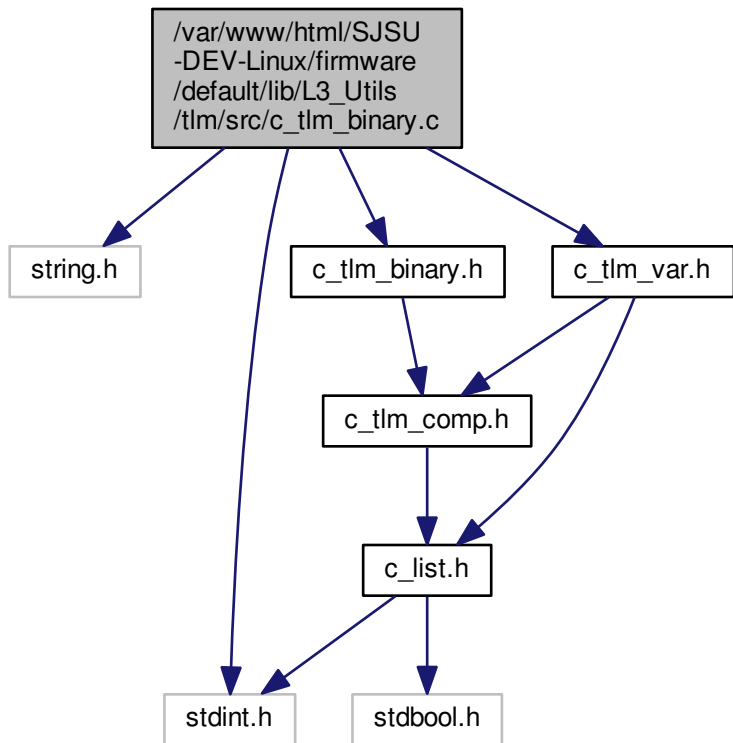 /var/www/html/SJSU
-DEV-Linux/firmware
/default/lib/L3_Utils
/tlm/src/c_tlm_binary.c
string.h
c_tlm_binary.h
c_tlm_var.h
c_tlm_comp.h
c_list.h
stdint.h
stdbool.h